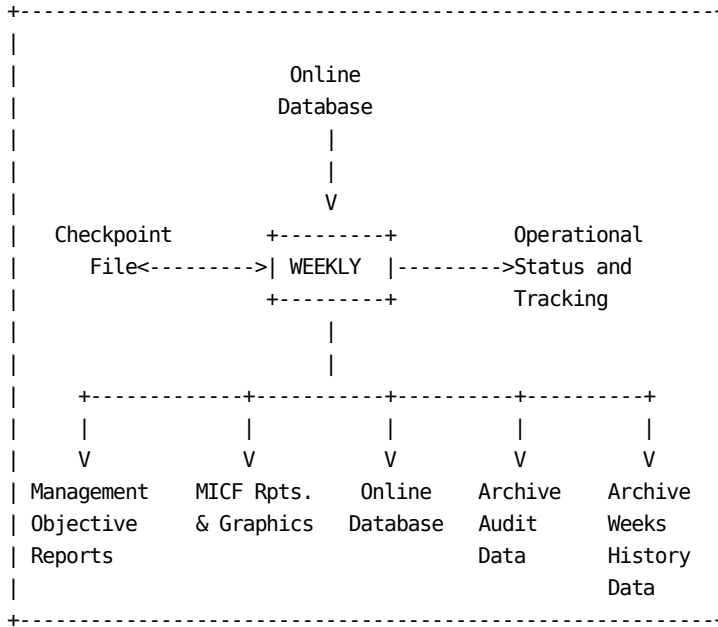 Online
Database
Checkpoint Operational
File<--------->| WEEKLY |--------->Status and
Tracking
Management MICF Rpts. Online Archive Archive
Objective & Graphics Database Audit Weeks
Reports Data History
Data